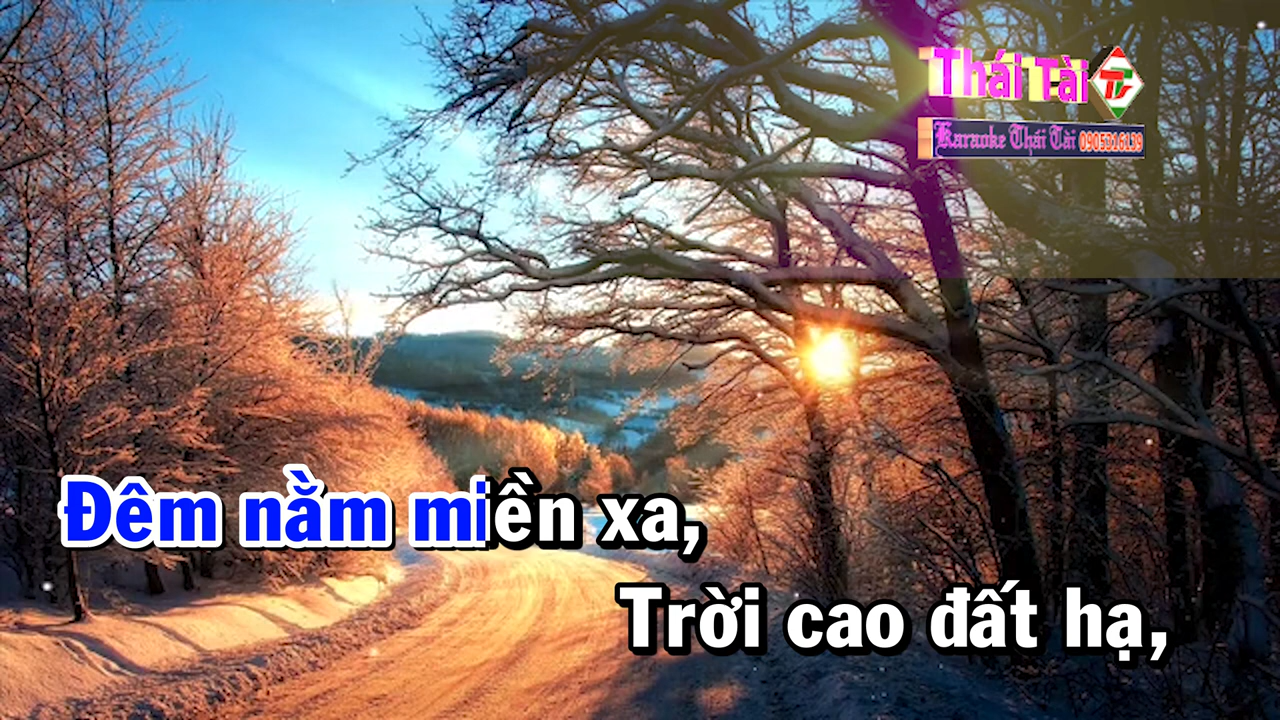 Thái Tài
Karaoke Thái Tài 0905316139
Đêm nằm miền xa,
Trời cao đất hạ,